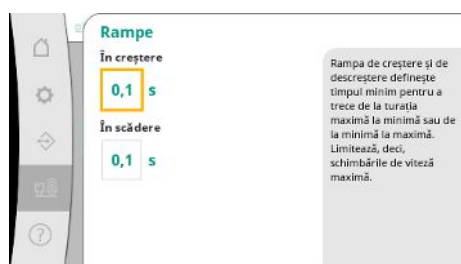 Rampe
În creștere
0,1 s
În scădere
0,1 s
Rampa de creștere și de
descreștere definește
timpul minim pentru a
trece de la turația
maximă la minimă sau de
la minimă la maximă.
Limitează, deci,
schimbările de viteză
maximă.